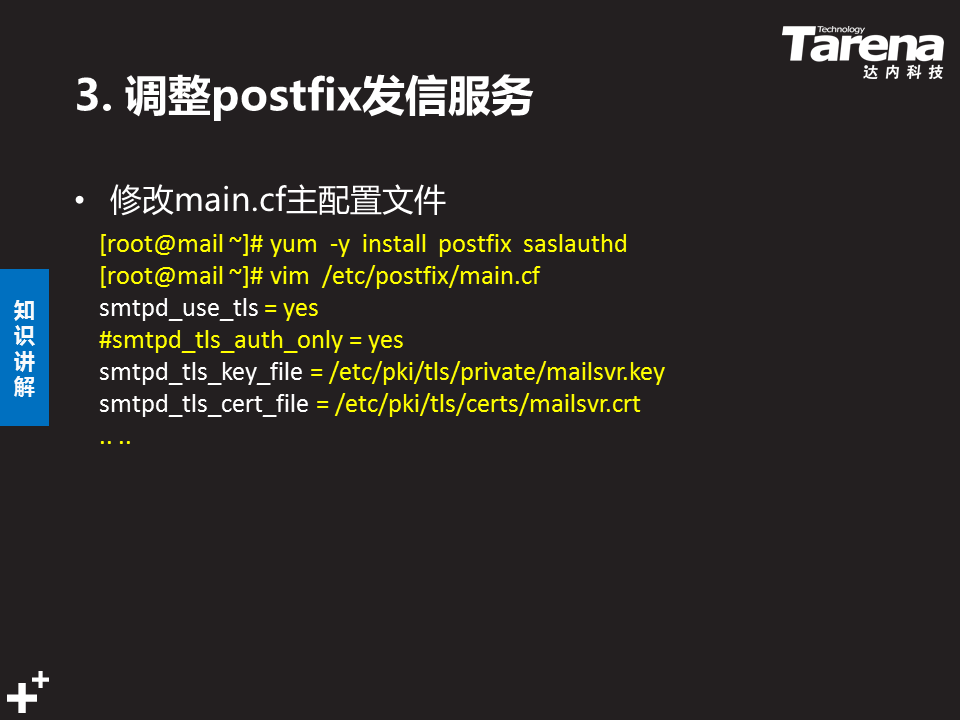 Technology
Tarena
达内科技
3. 调整postfix发信服务
• 修改main.cf主配置文件
[root@mail ~]# yum -y install postfix saslauthd
[root@mail ~]# vim /etc/postfix/main.cf
smtpd_use_tls = yes
#smtpd_tls_auth_only = yes
smtpd_tls_key_file = /etc/pki/tls/private/mailsvr.key
smtpd_tls_cert_file = /etc/pki/tls/certs/mailsvr.crt
.. ..
知识讲解